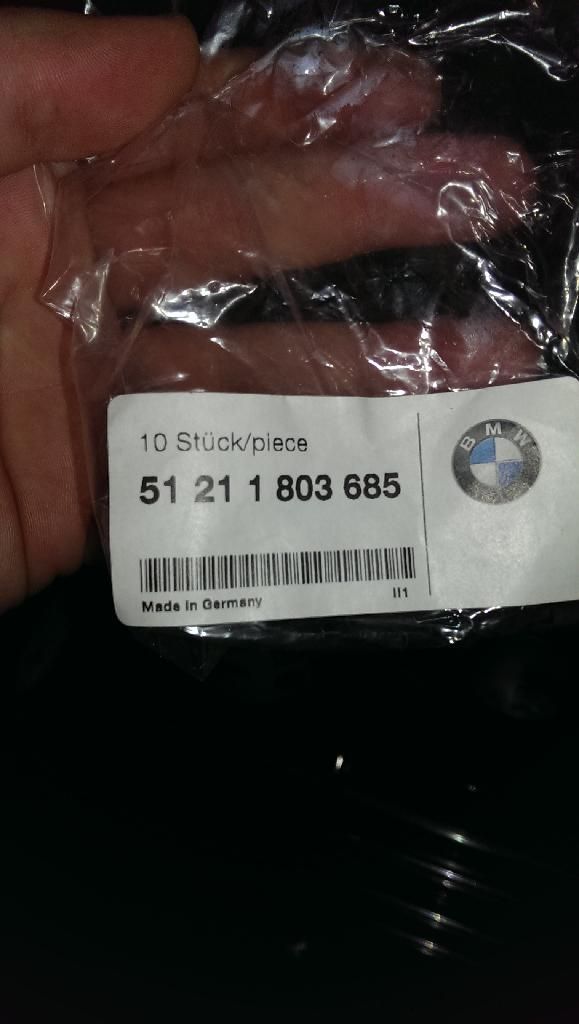 10 Stück/piece
51 21 1 803 685
Made in Germany
II1
BMW